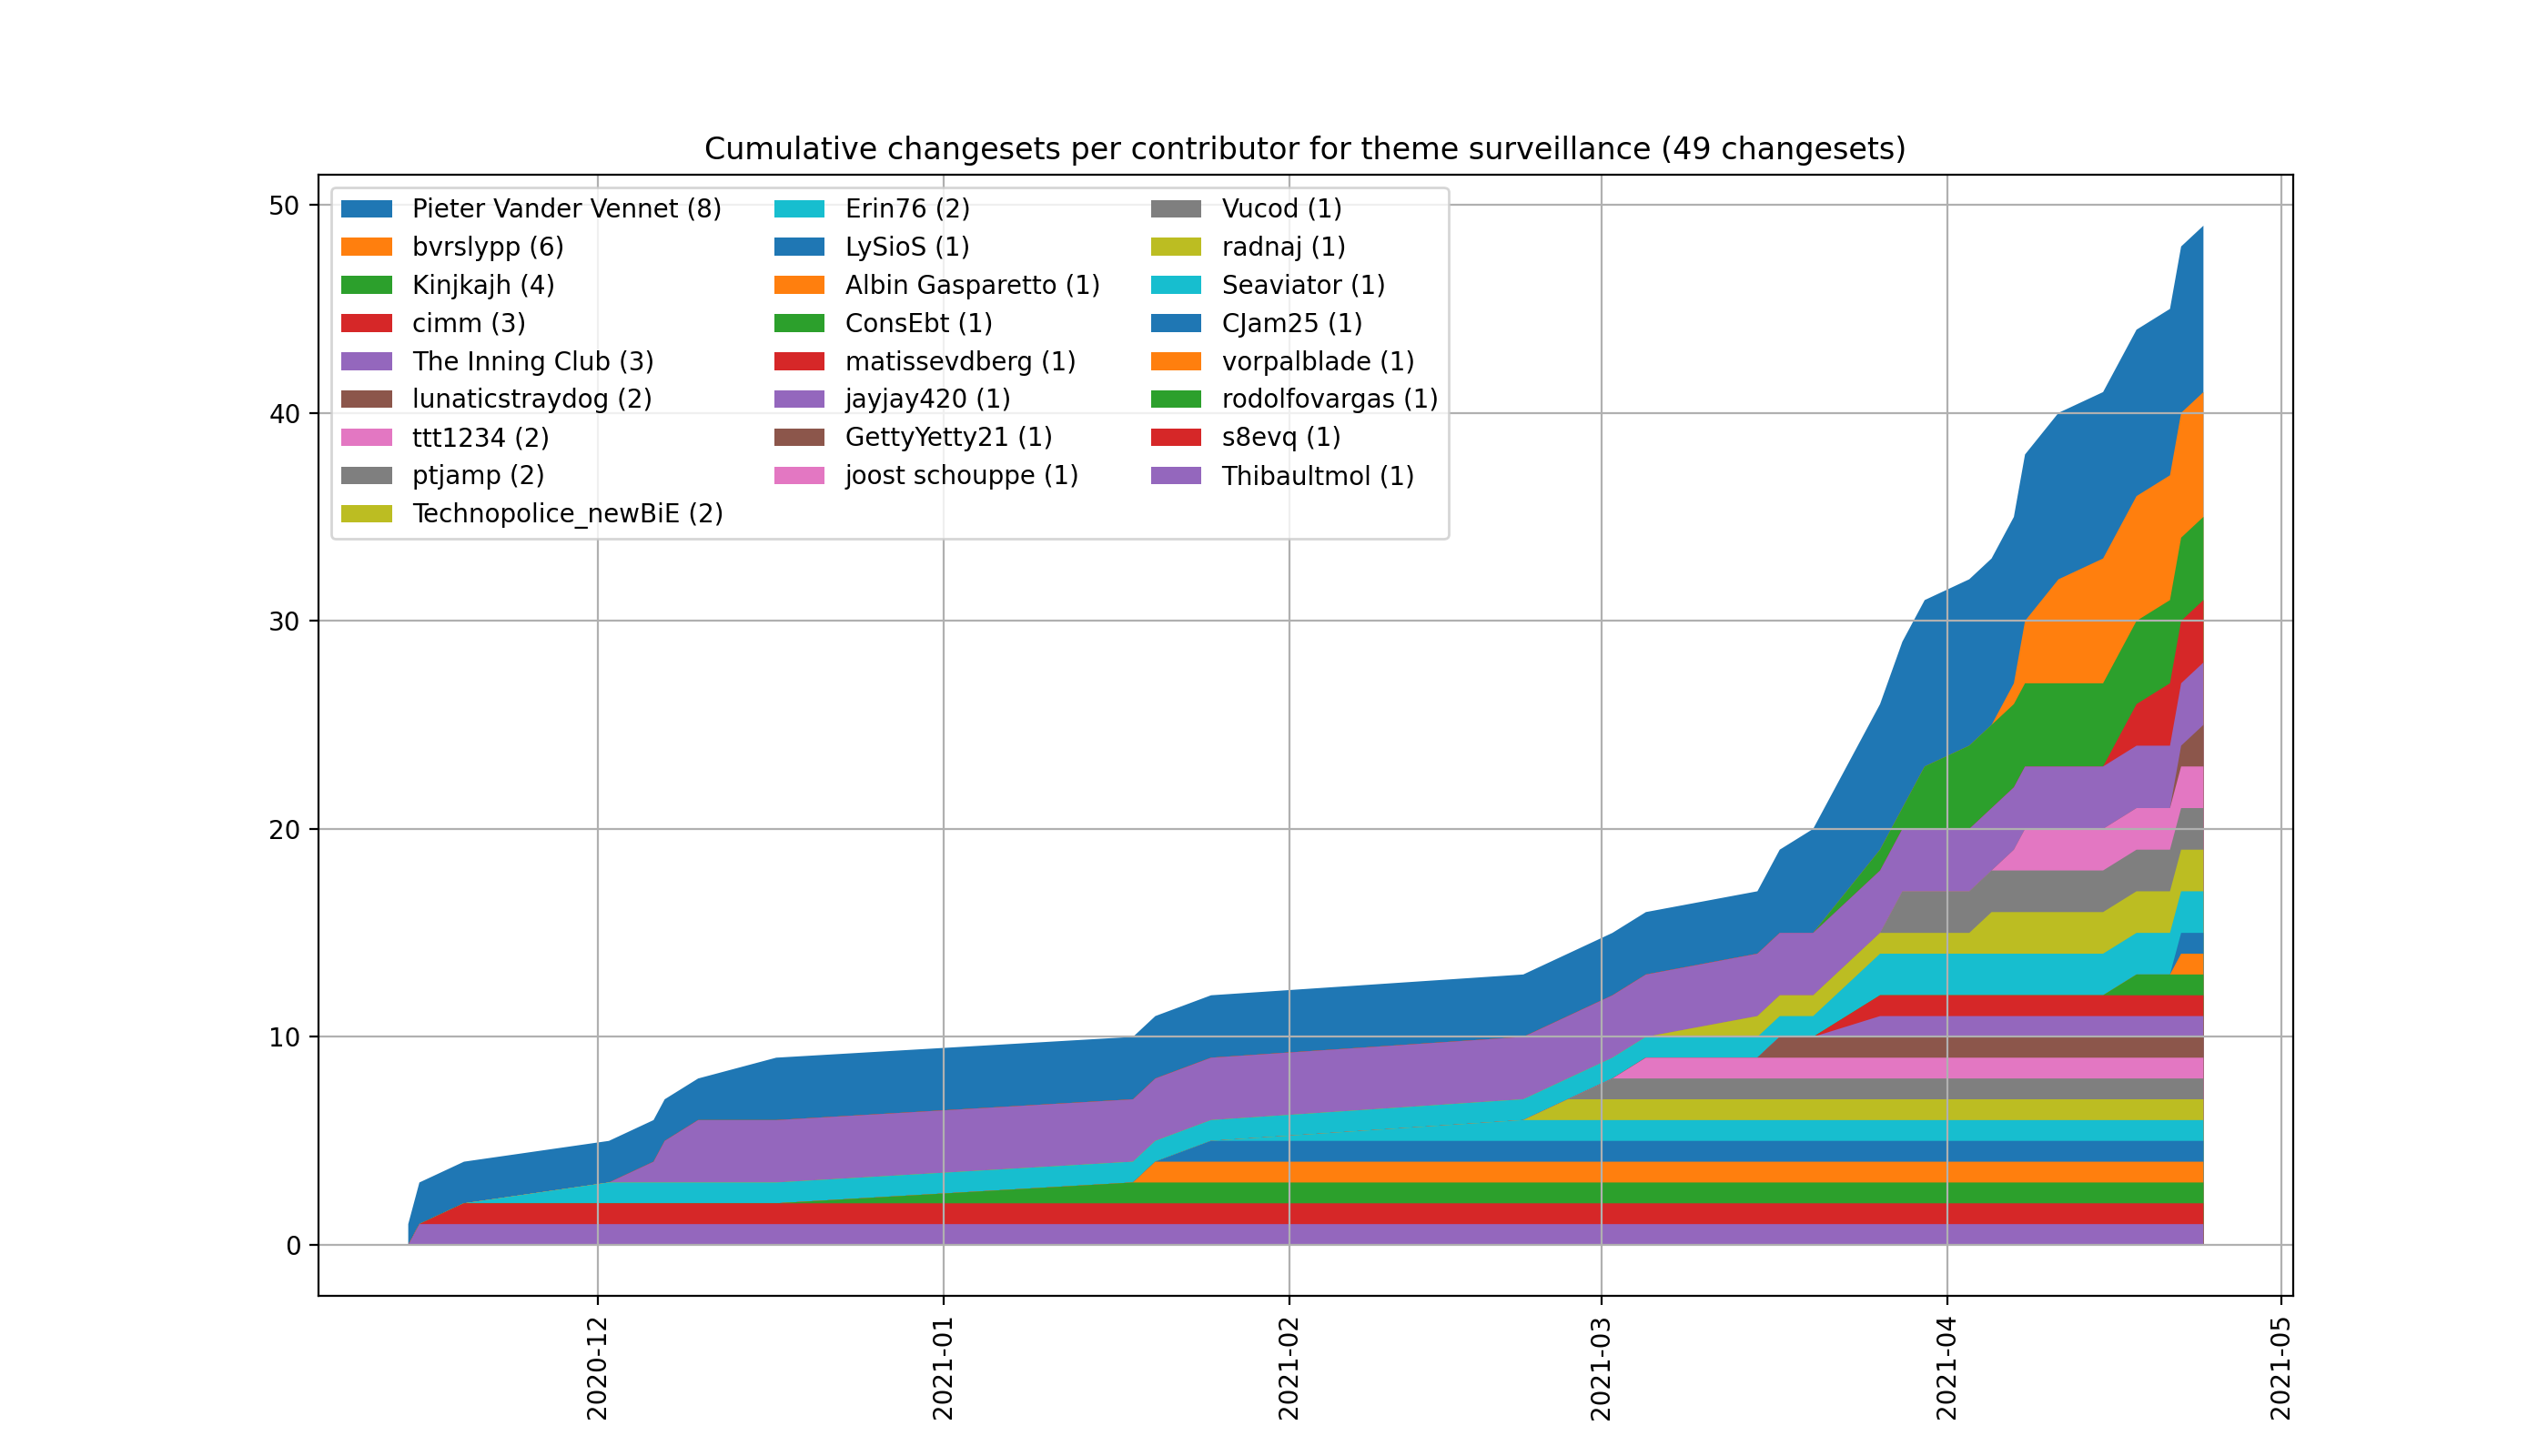 Cumulative changesets per contributor for theme surveillance (49 changesets)
Pieter Vander Vennet (8)
bvrslypp (6)
Kinjkajh (4)
cimm (3)
The Inning Club (3)
lunaticstraydog (2)
ttt1234 (2)
ptjamp (2)
Technopolice_newBiE (2)
Erin76 (2)
LySioS (1)
Albin Gasparetto (1)
ConsEbt (1)
matissevdberg (1)
jayjay420 (1)
GettyYetty21 (1)
joost schouppe (1)
Vucod (1)
radnaj (1)
Seaviator (1)
CJam25 (1)
vorpalblade (1)
rodolfovargas (1)
s8evq (1)
Thibaultmol (1)
50
40
30
20
10
0
2020-12
2021-01
2021-02
2021-03
2021-04
2021-05